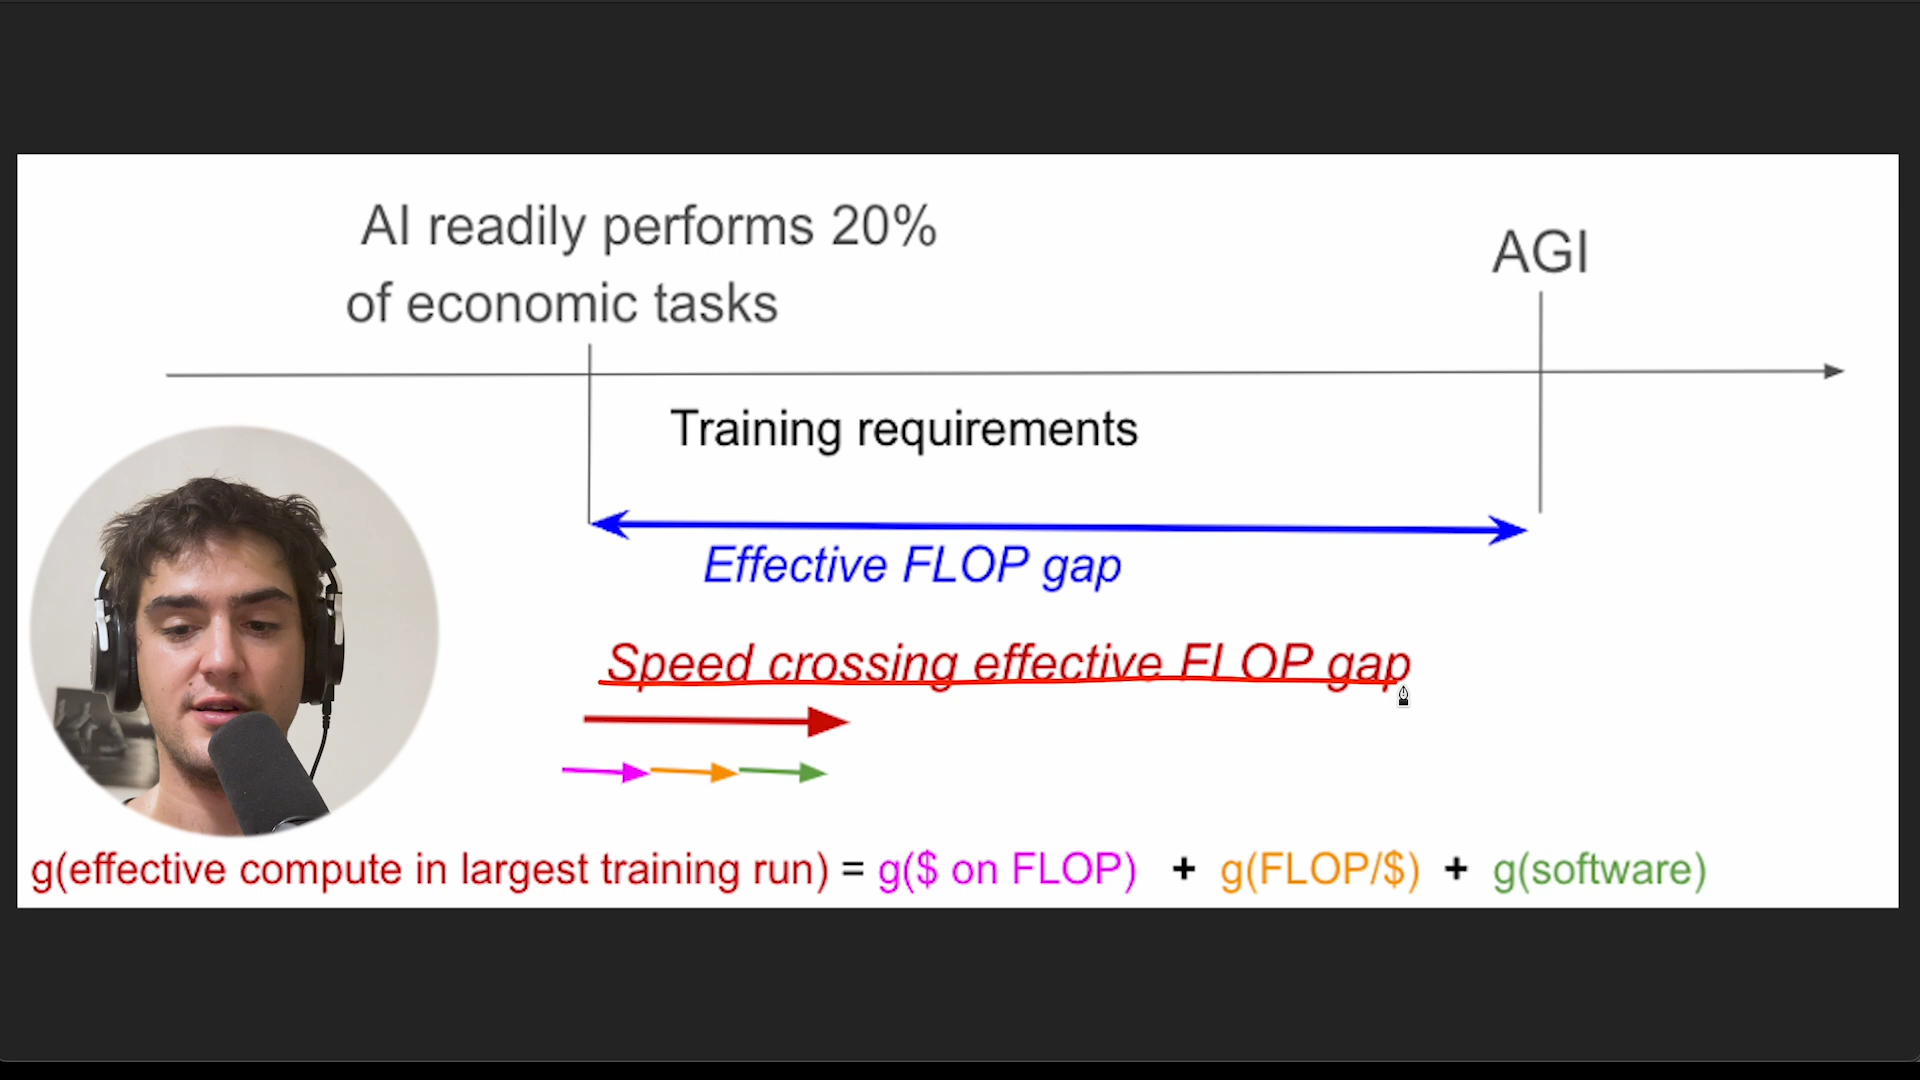 AI readily performs 20%
of economic tasks
AGI
Training requirements
Effective FLOP gap
Speed crossing effective FLOP gap
g(effective compute in largest training run) = g($ on FLOP) + g(FLOP/$) + g(software)